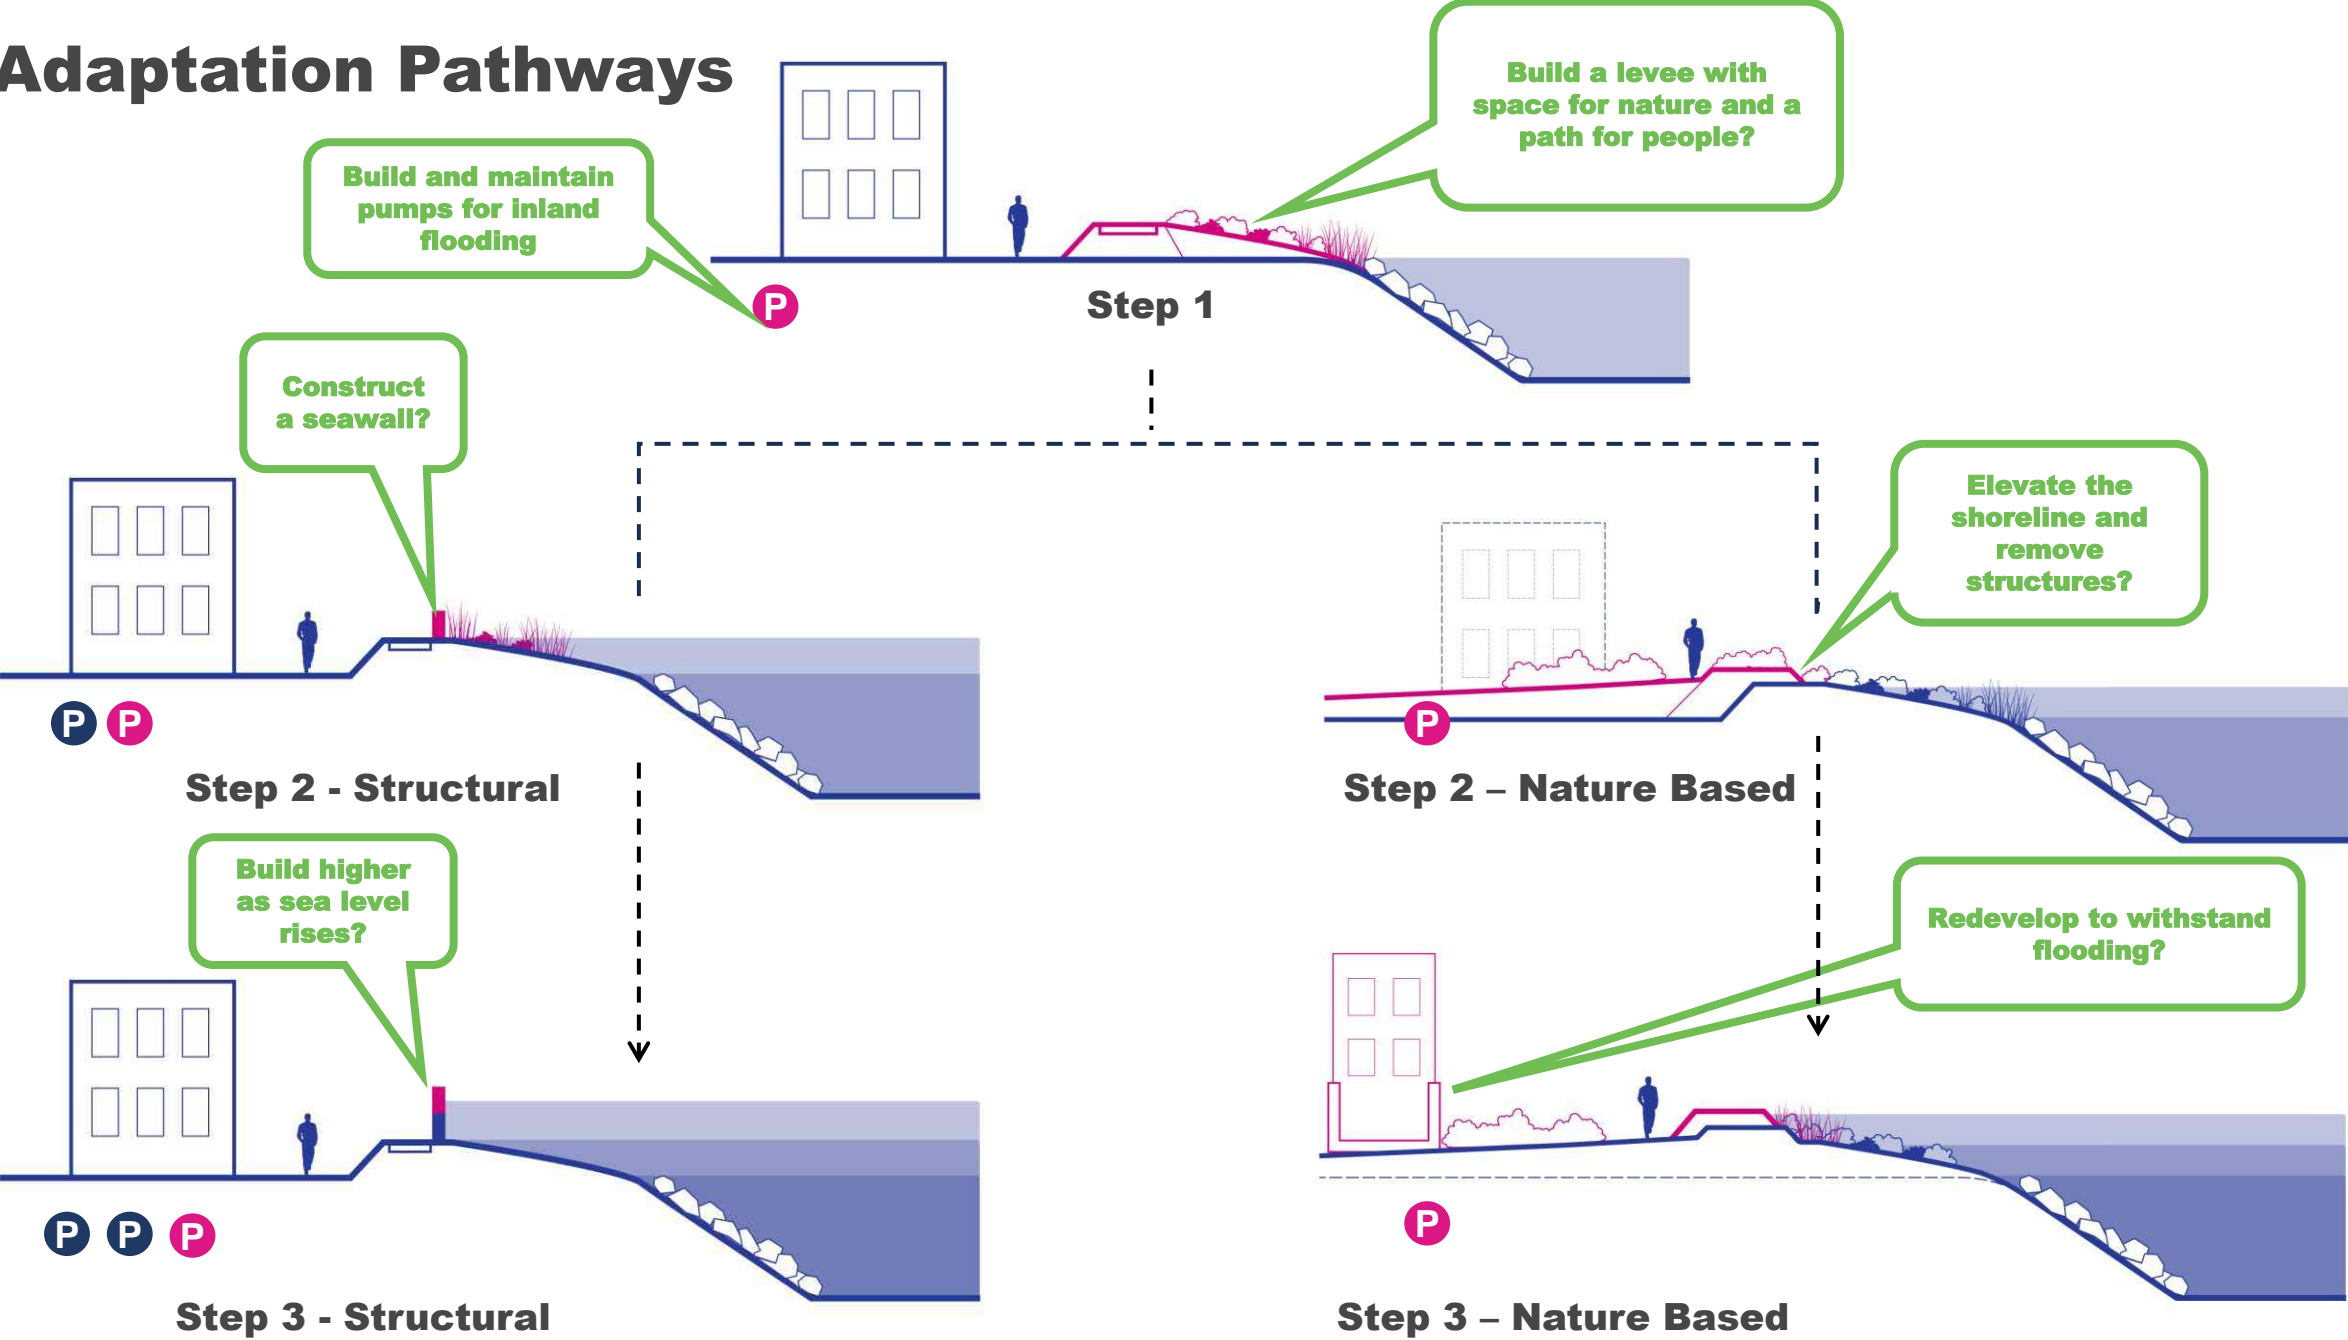 Adaptation Pathways
Build a levee with
space for nature and a
path for people?
Build and maintain
pumps for inland
flooding
P
Step 1
Construct
a seawall?
Elevate the
shoreline and
remove
structures?
P P
P
Step 2 - Structural
Step 2 – Nature Based
Build higher
as sea level
rises?
Redevelop to withstand
flooding?
P P P
P
Step 3 - Structural
Step 3 – Nature Based